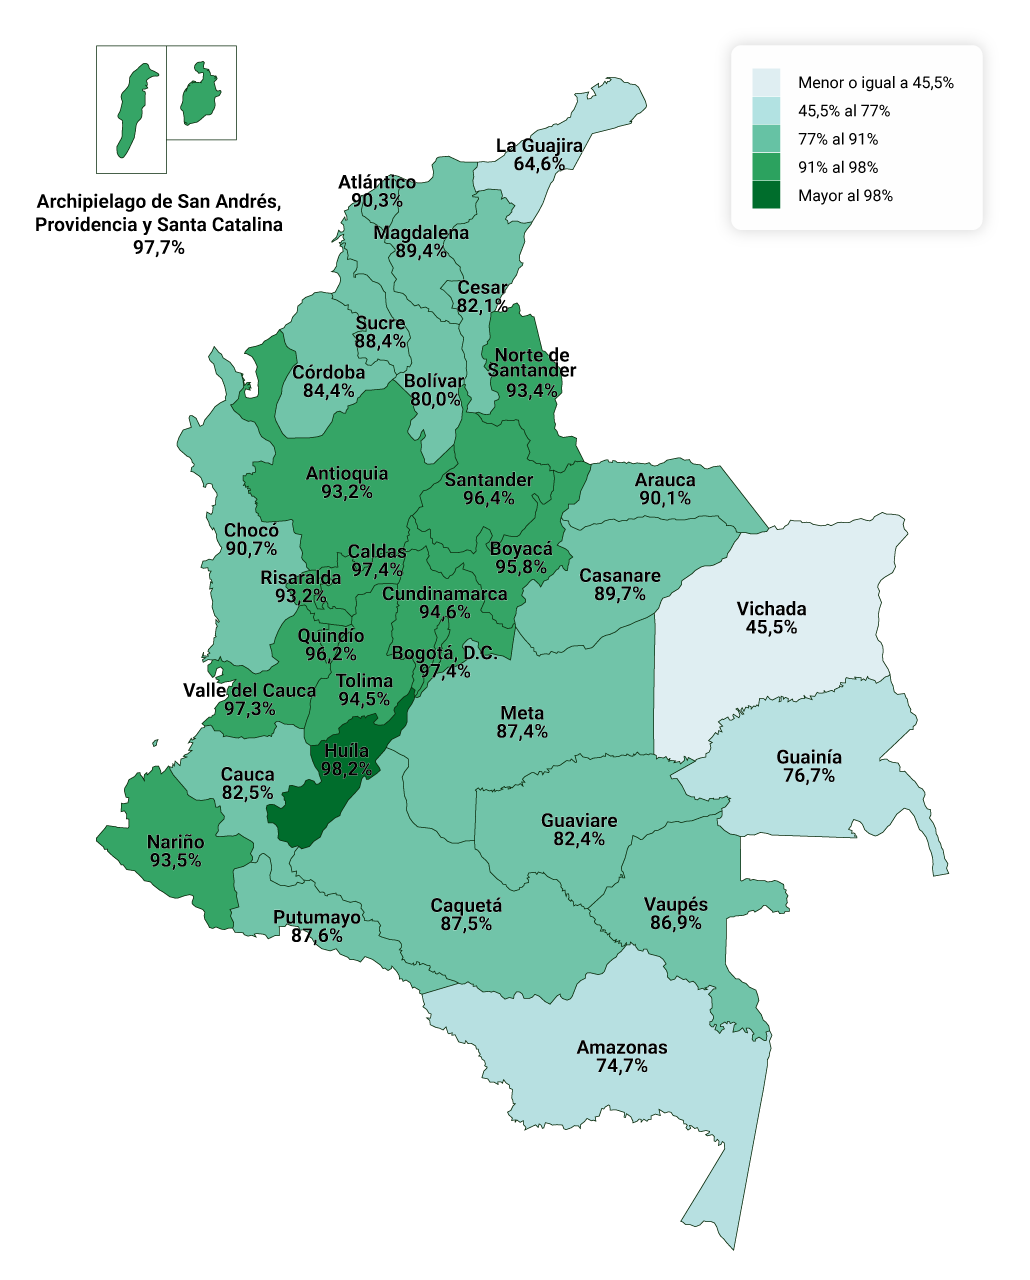 Menor o igual a 45,5%
45,5% al 77%
77% al 91%
91% al 98%
Mayor al 98%
Archipielago de San Andrés,
Providencia y Santa Catalina
97,7%
La Guajira
64,6%
Atlántico
90,3%
Magdalena
89,4%
Cesar
82,1%
Sucre
88,4%
Norte de
Santander
93,4%
Córdoba
84,4%
Bolívar
80,0%
Antioquia
93,2%
Santander
96,4%
Arauca
90,1%
Chocó
90,7%
Caldas
97,4%
Boyacá
95,8%
Risaralda
93,2%
Casanare
89,7%
Cundinamarca
94,6%
Vichada
45,5%
Quindío
96,2%
Bogotá, D.C.
97,4%
Tolima
94,5%
Valle del Cauca
97,3%
Meta
87,4%
Huila
98,2%
Guainía
76,7%
Cauca
82,5%
Guaviare
82,4%
Nariño
93,5%
Caquetá
87,5%
Vaupés
86,9%
Putumayo
87,6%
Amazonas
74,7%